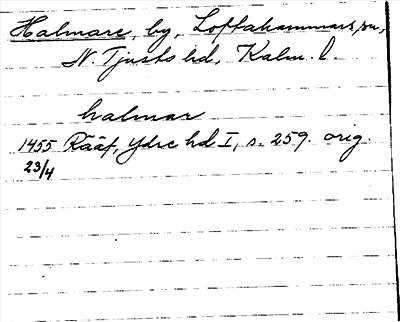 Halmare, by, Loftahammars sn,
N. Tjusts hd, Kalm. l.
halmar
1455 Rääf, Ydre hd I, s. 259. orig.
23/4